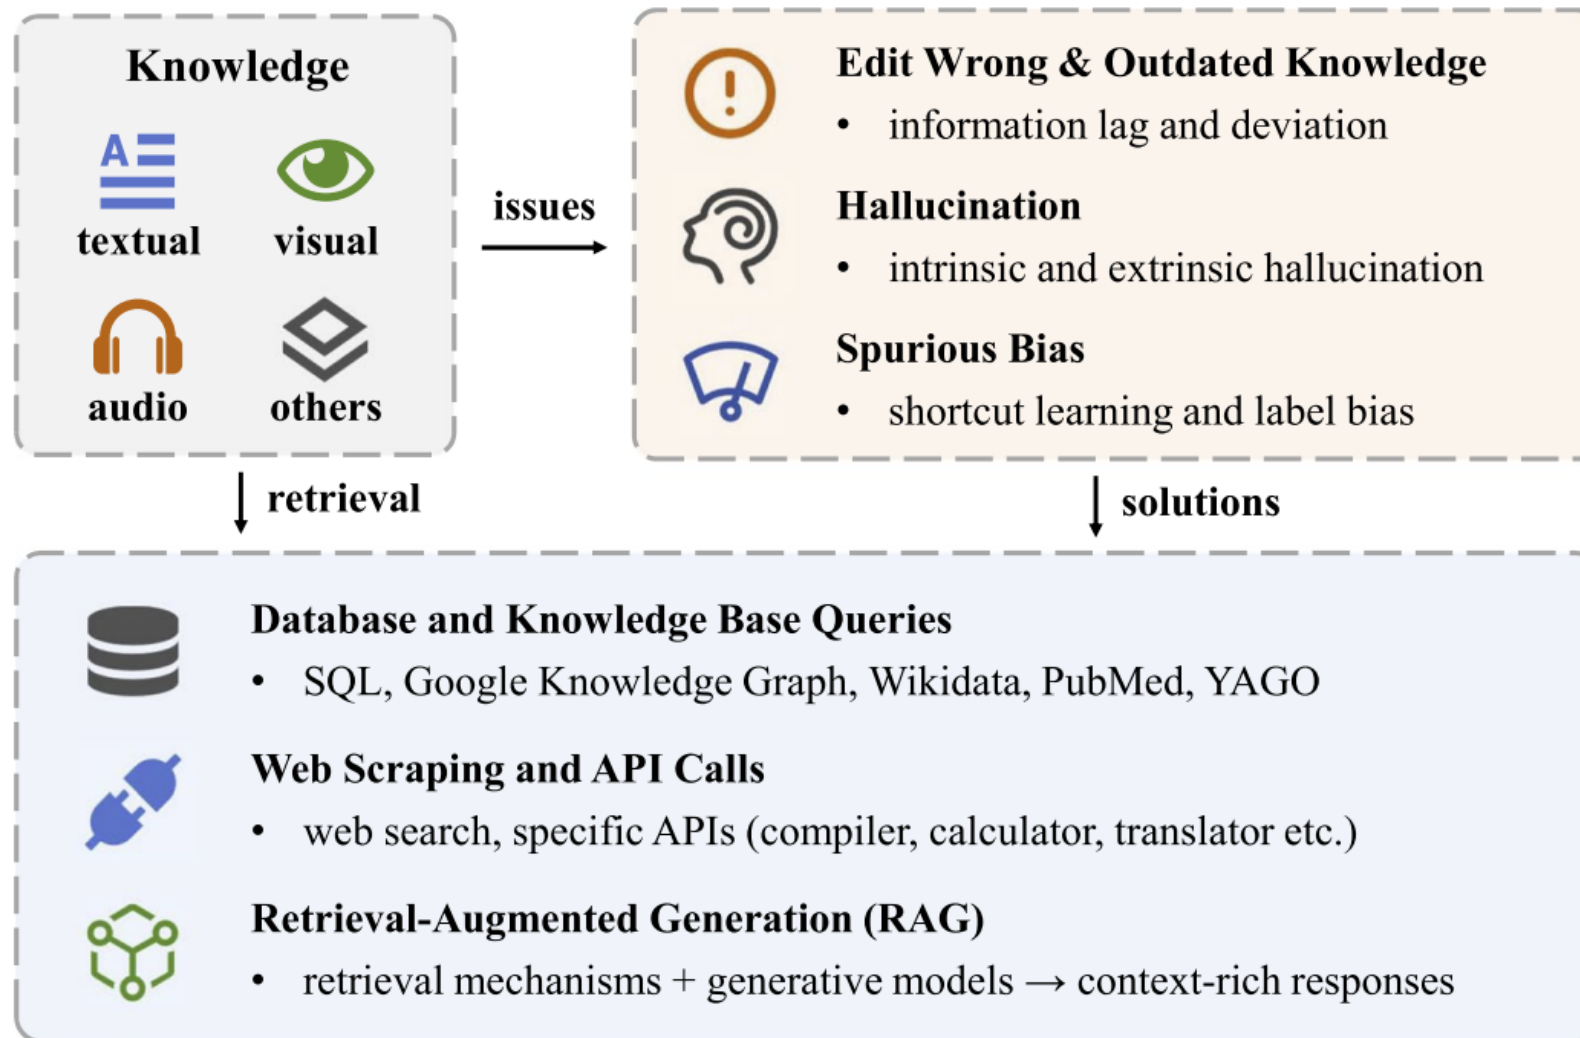 Knowledge
A
textual
visual
audio
others
issues
Edit Wrong & Outdated Knowledge
• information lag and deviation
Hallucination
• intrinsic and extrinsic hallucination
Spurious Bias
• shortcut learning and label bias
retrieval
solutions
Database and Knowledge Base Queries
• SQL, Google Knowledge Graph, Wikidata, PubMed, YAGO
Web Scraping and API Calls
• web search, specific APIs (compiler, calculator, translator etc.)
Retrieval-Augmented Generation (RAG)
• retrieval mechanisms + generative models → context-rich responses